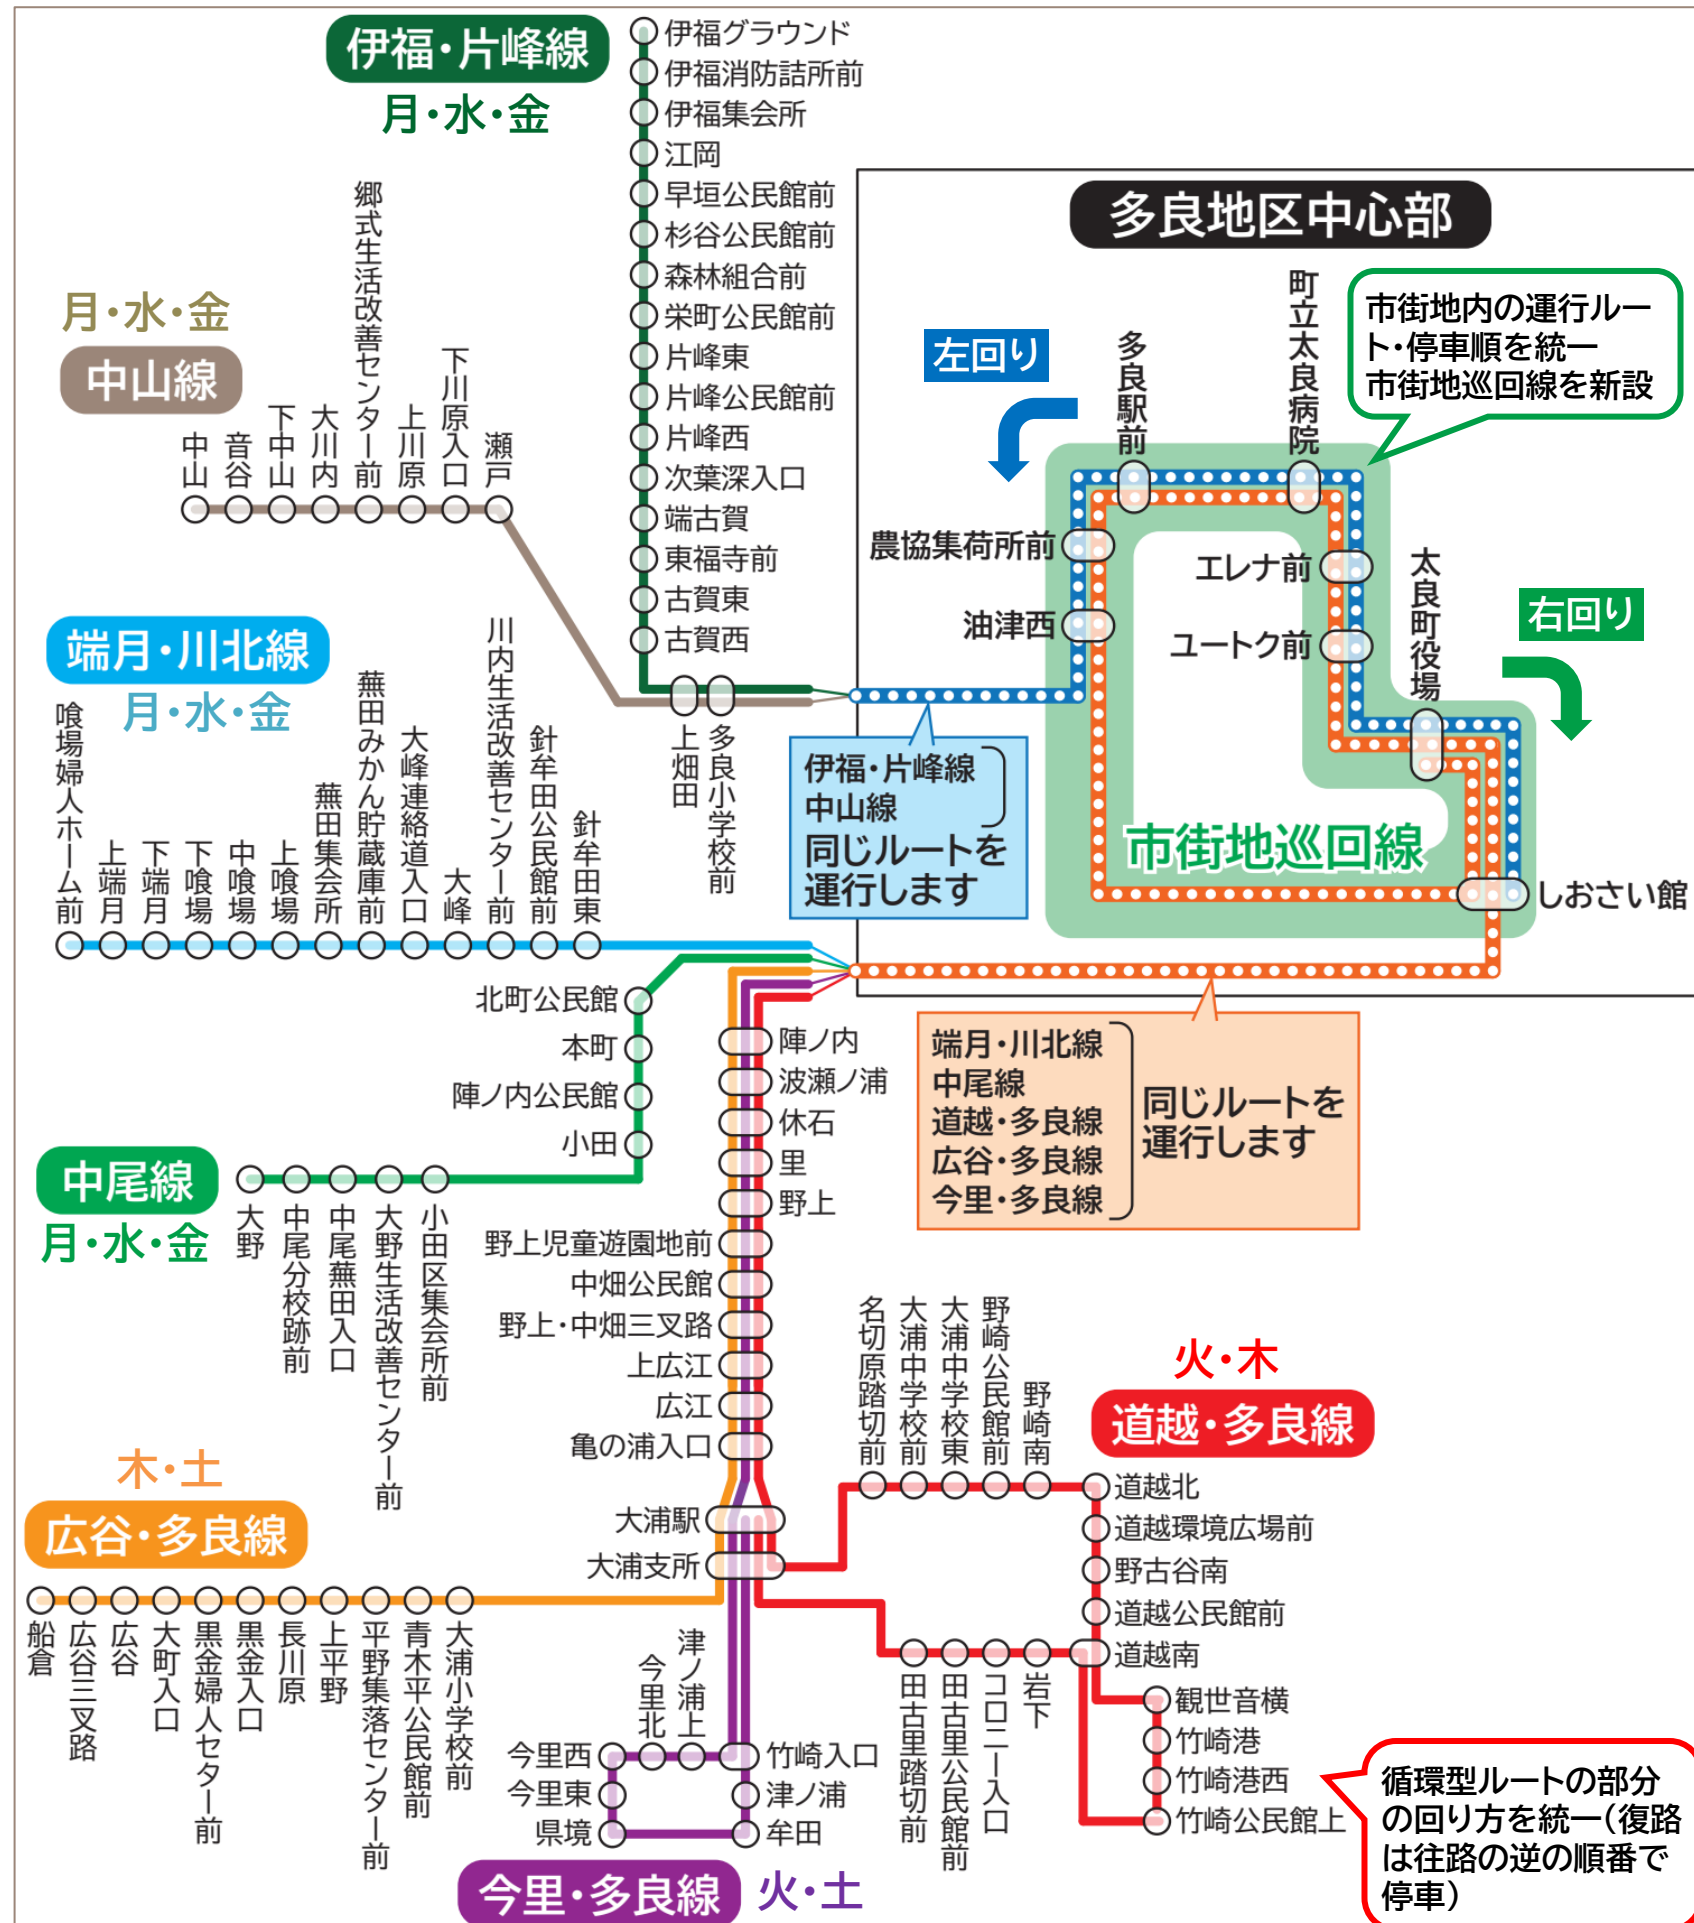 伊福・片峰線
月・水・金
伊福グラウンド
伊福消防詰所前
伊福集会所
江岡
早垣公民館前
杉谷公民館前
森林組合前
栄町公民館前
片峰東
片峰公民館前
片峰西
次葉深入口
端古賀
東福寺前
古賀東
古賀西
月・水・金
中山線
中山
音谷
下中山
大川内
郷式生活改善センター前
上川原
下川原入口
瀬戸
上畑田
多良小学校前
多良地区中心部
左回り
多良駅前
町立太良病院
市街地内の運行ルー
ト・停車順を統一
市街地巡回線を新設
農協集荷所前
油津西
エレナ前
ユートク前
太良町役場
右回り
市街地巡回線
しおさい館
伊福・片峰線
中山線
同じルートを
運行します
端月・川北線
月・水・金
喰場婦人ホーム前
上端月
下端月
下喰場
中喰場
上喰場
蕪田集会所
蕪田みかん貯蔵庫前
大峰連絡道入口
大峰
川内生活改善センター前
針牟田公民館前
針牟田東
北町公民館
本町
陣ノ内公民館
小田
中尾線
月・水・金
大野
中尾分校跡前
中尾蕪田入口
大野生活改善センター前
小田区集会所前
端月・川北線
中尾線
道越・多良線
広谷・多良線
今里・多良線
同じルートを
運行します
陣ノ内
波瀬ノ浦
休石
里
野上
野上児童遊園地前
中畑公民館
野上・中畑三叉路
上広江
広江
亀の浦入口
大浦駅
大浦支所
木・土
広谷・多良線
船倉
広谷三叉路
広谷
大町入口
黒金婦人センター前
黒金入口
長川原
上平野
平野集落センター前
青木平公民館前
大浦小学校前
火・木
道越・多良線
名切原踏切前
大浦中学校前
大浦中学校東
野崎公民館前
野崎南
道越北
道越環境広場前
野古谷南
道越公民館前
道越南
田古里踏切前
田古里公民館前
コロニー入口
岩下
観世音横
竹崎港
竹崎港西
竹崎公民館上
今里北
津ノ浦上
今里西
今里東
県境
竹崎入口
津ノ浦
牟田
今里・多良線
火・土
循環型ルートの部分
の回り方を統一（復路
は往路の逆の順番で
停車）